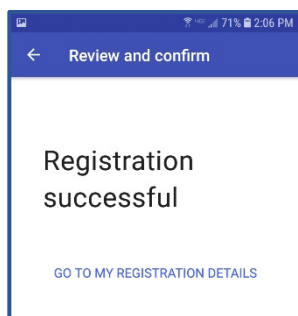 71% 2:06 PM
Review and confirm
Registration
successful
GO TO MY REGISTRATION DETAILS